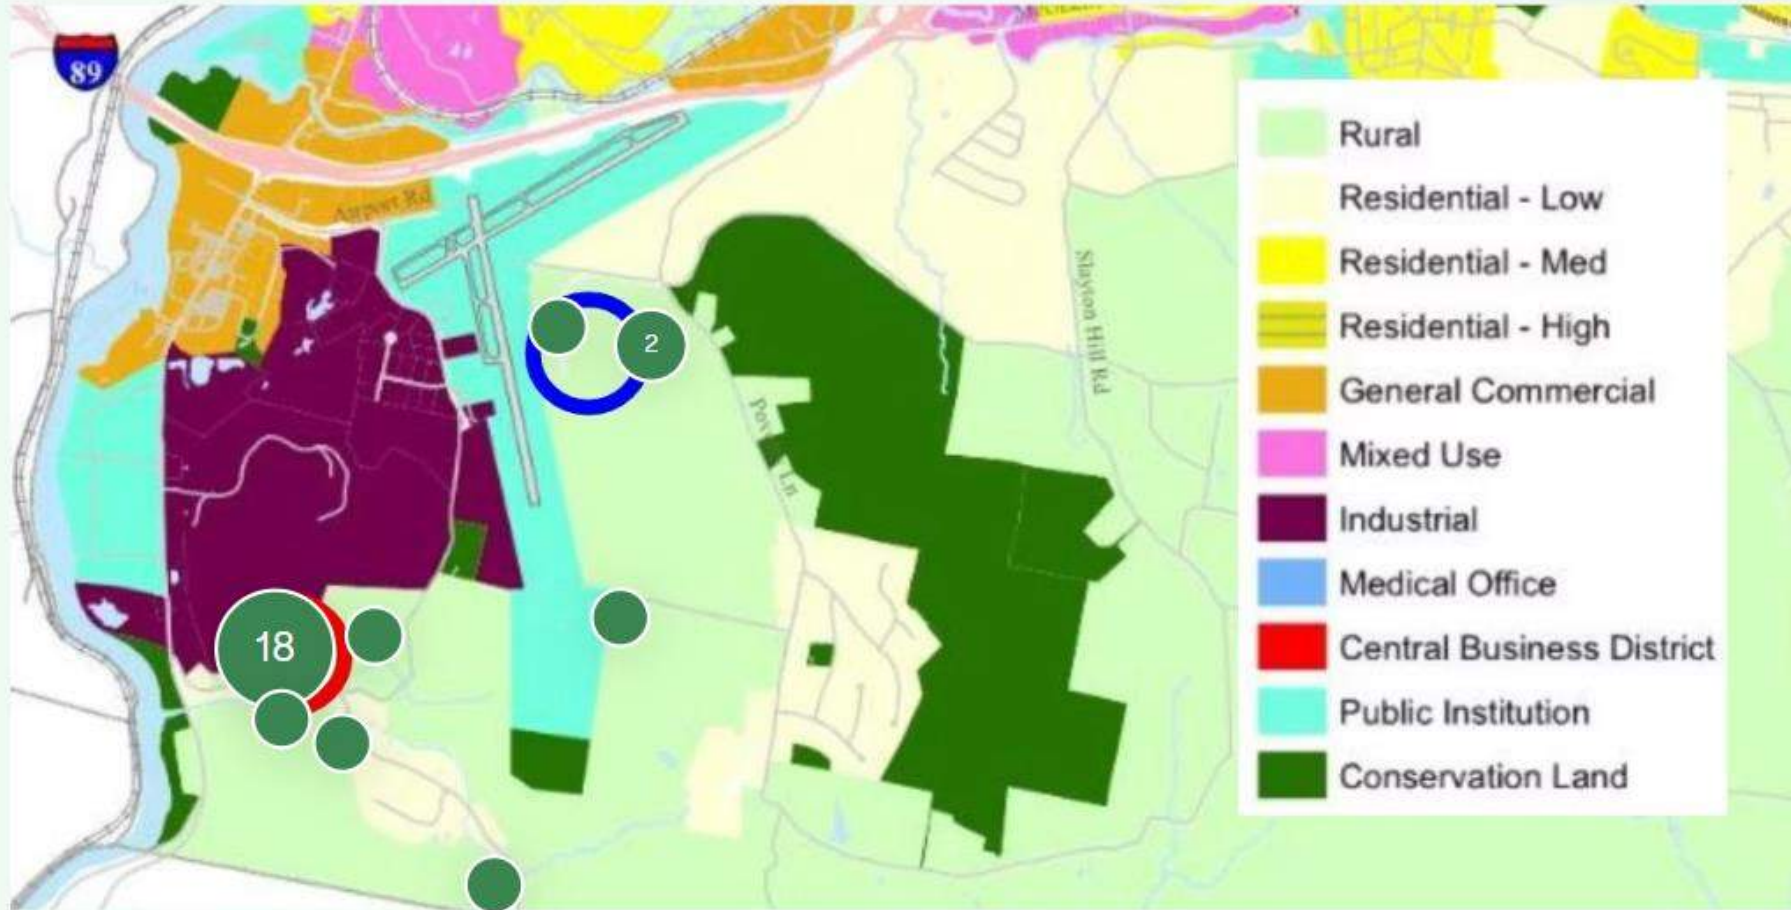 89
Airport Rd
Slayton Hill Rd
2
Ln
18
Rural
Residential - Low
Residential - Med
Residential - High
General Commercial
Mixed Use
Industrial
Medical Office
Central Business District
Public Institution
Conservation Land